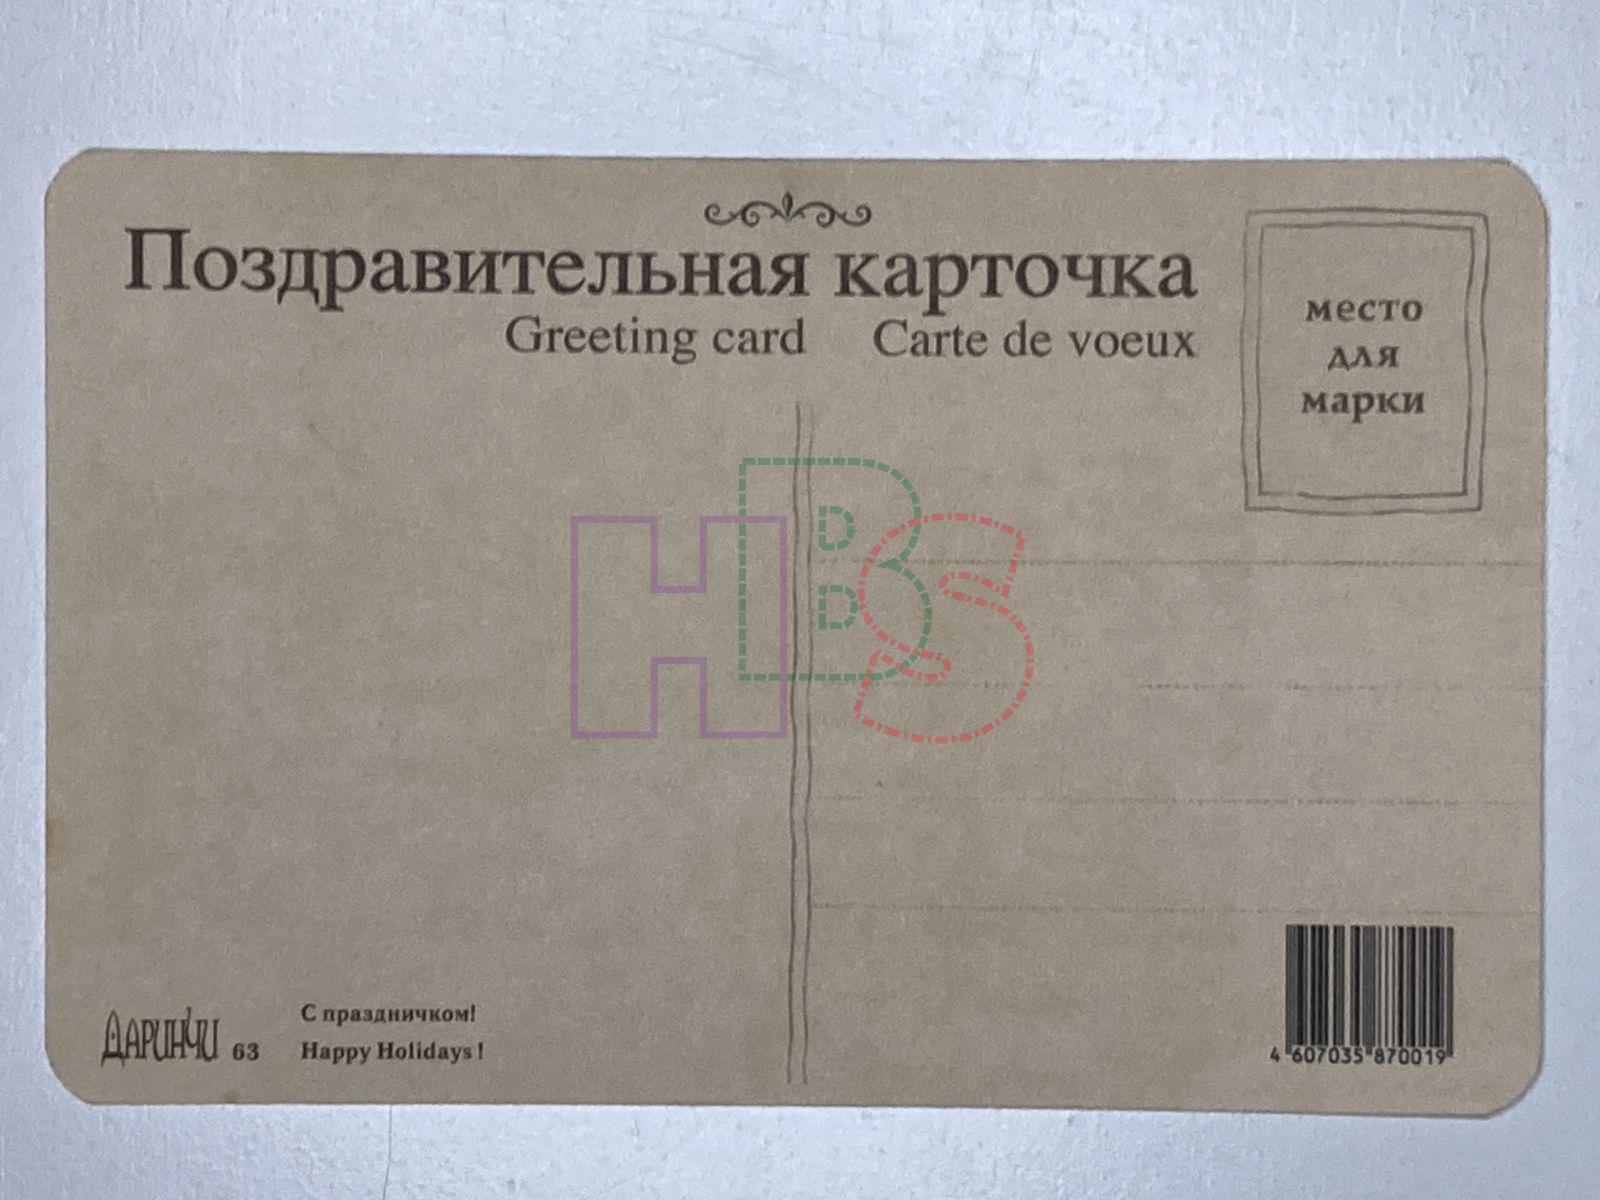 Поздравительная карточка
Greeting card Carte de voeux
место
для
марки
HBS
ДАРИНЧИ 63
С праздничком!
Happy Holidays !
4 607035 870019